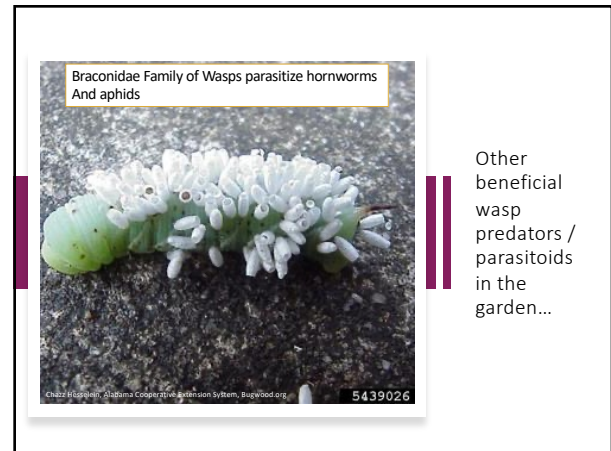 Braconidae Family of Wasps parasitize hornworms
And aphids
Other
beneficial
wasp
predators /
parasitoids
in the
garden...
Chazz Hesselein, Alabama Cooperative Extension System, Bugwood.org
5439026